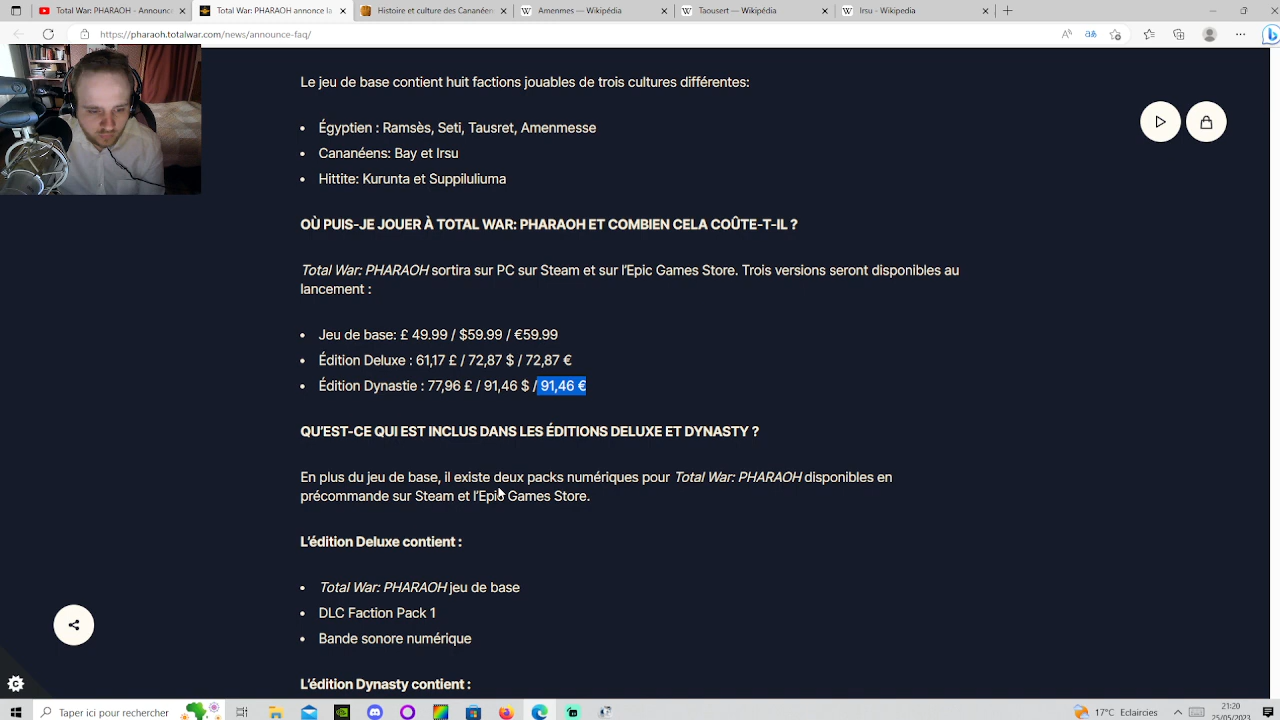 Total War: PHARAOH - Announce
Total War: PHARAOH annonce la
Histoire et culture des Cananéen
Amennes — Wikipédia
Taousert — Wikipédia
Irsu - Wikipedia
https://pharaoh.totalwar.com/news/announce-faq/
Le jeu de base contient huit factions jouables de trois cultures différentes:
• Égyptien : Ramsès, Seti, Tausret, Amenmesse
• Cananéens: Bay et Irsu
• Hittite: Kurunta et Suppiluliuma
OÙ PUIS-JE JOUER À TOTAL WAR: PHARAOH ET COMBIEN CELA COÛTE-T-IL ?
Total War: PHARAOH sortira sur PC sur Steam et sur l'Epic Games Store. Trois versions seront disponibles au
lancement :
• Jeu de base: £ 49.99 / $59.99 / €59.99
• Édition Deluxe : 61,17 £ / 72,87 $ / 72,87 €
• Édition Dynastie : 77,96 £ / 91,46 $ / 91,46 €
QU'EST-CE QUI EST INCLUS DANS LES ÉDITIONS DELUXE ET DYNASTY ?
En plus du jeu de base, il existe deux packs numériques pour Total War: PHARAOH disponibles en
précommande sur Steam et l'Epic Games Store.
L'édition Deluxe contient :
• Total War: PHARAOH jeu de base
• DLC Faction Pack 1
• Bande sonore numérique
L'édition Dynasty contient :
Taper ici pour rechercher
17°C Eclaircies
21:20
25/05/2023